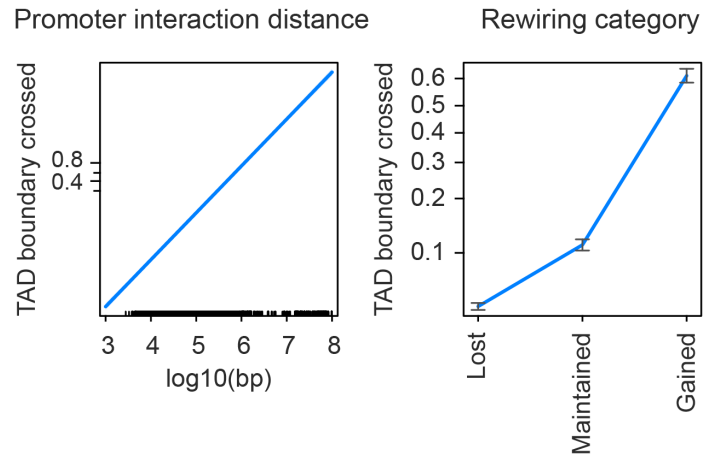 Promoter interaction distance
TAD boundary crossed
0.8
0.4
3 4 5 6 7 8
log10(bp)
Rewiring category
TAD boundary crossed
0.6
0.5
0.4
0.3
0.2
0.1
Lost
Maintained
Gained